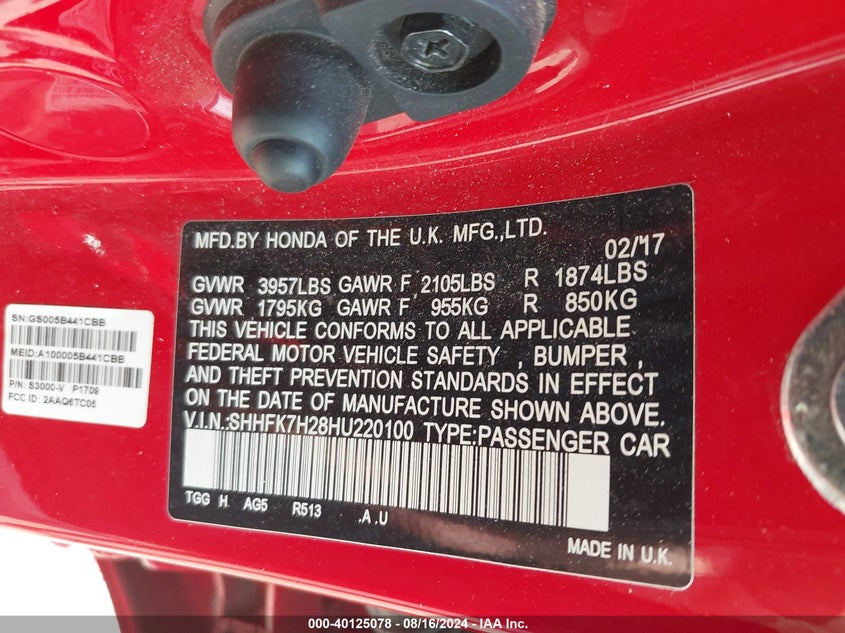 MFD.BY HONDA OF THE U.K. MFG.,LTD.
02/'17
GVWR 3957LBS GAWR F 2105LBS R 1874LBS
GVWR 1795KG GAWR F 955KG R 850KG
THIS VEHICLE CONFORMS TO ALL APPLICABLE
FEDERAL MOTOR VEHICLE SAFETY , BUMPER ,
AND THEFT PREVENTION STANDARDS IN EFFECT
ON THE DATE OF MANUFACTURE SHOWN ABOVE.
V.I.N.:SHHFK7H28HU220100 TYPE:PASSENGER CAR
TGG H AG5 R513 .A .U
MADE IN U.K.
SN:GS005B441CBB
MEID:A100005B441CBB
P/N: S3000-V P1709
FCC ID: 2AAQ6TC05
000-40125078 - 08/16/2024 - IAA Inc.